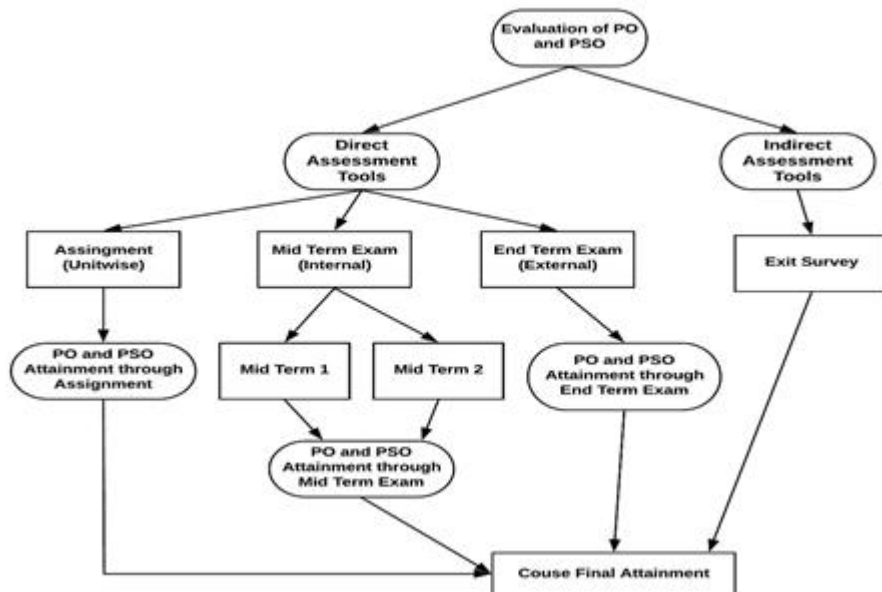 Evaluation of PO
and PSO
Direct
Assessment
Tools
Indirect
Assessment
Tools
Assingment
(Unitwise)
Mid Term Exam
(Internal)
End Term Exam
(External)
Exit Survey
PO and PSO
Attainment through
Assignment
Mid Term 1
Mid Term 2
PO and PSO
Attainment through
End Term Exam
PO and PSO
Attainment through
Mid Term Exam
Couse Final Attainment